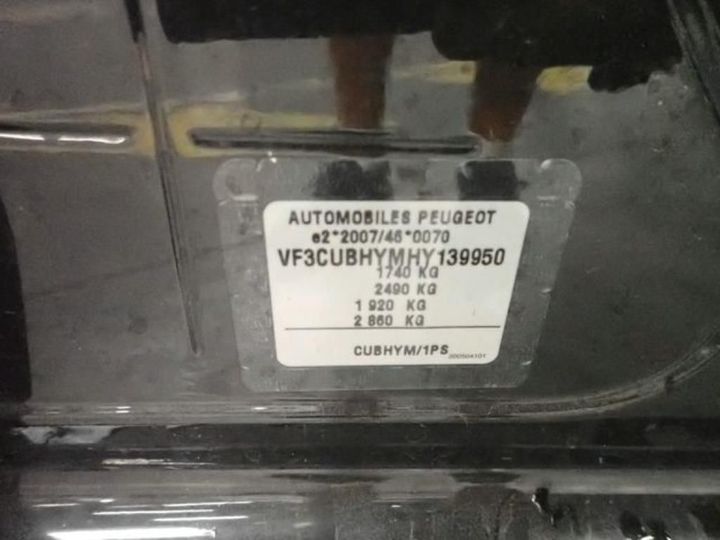 AUTOMOBILES PEUGEOT
e2*2007/46*0070
VF3CUBHYMHY139950
1740 KG
2490 KG
1 920 KG
2 860 KG
CUBHYM/1PS